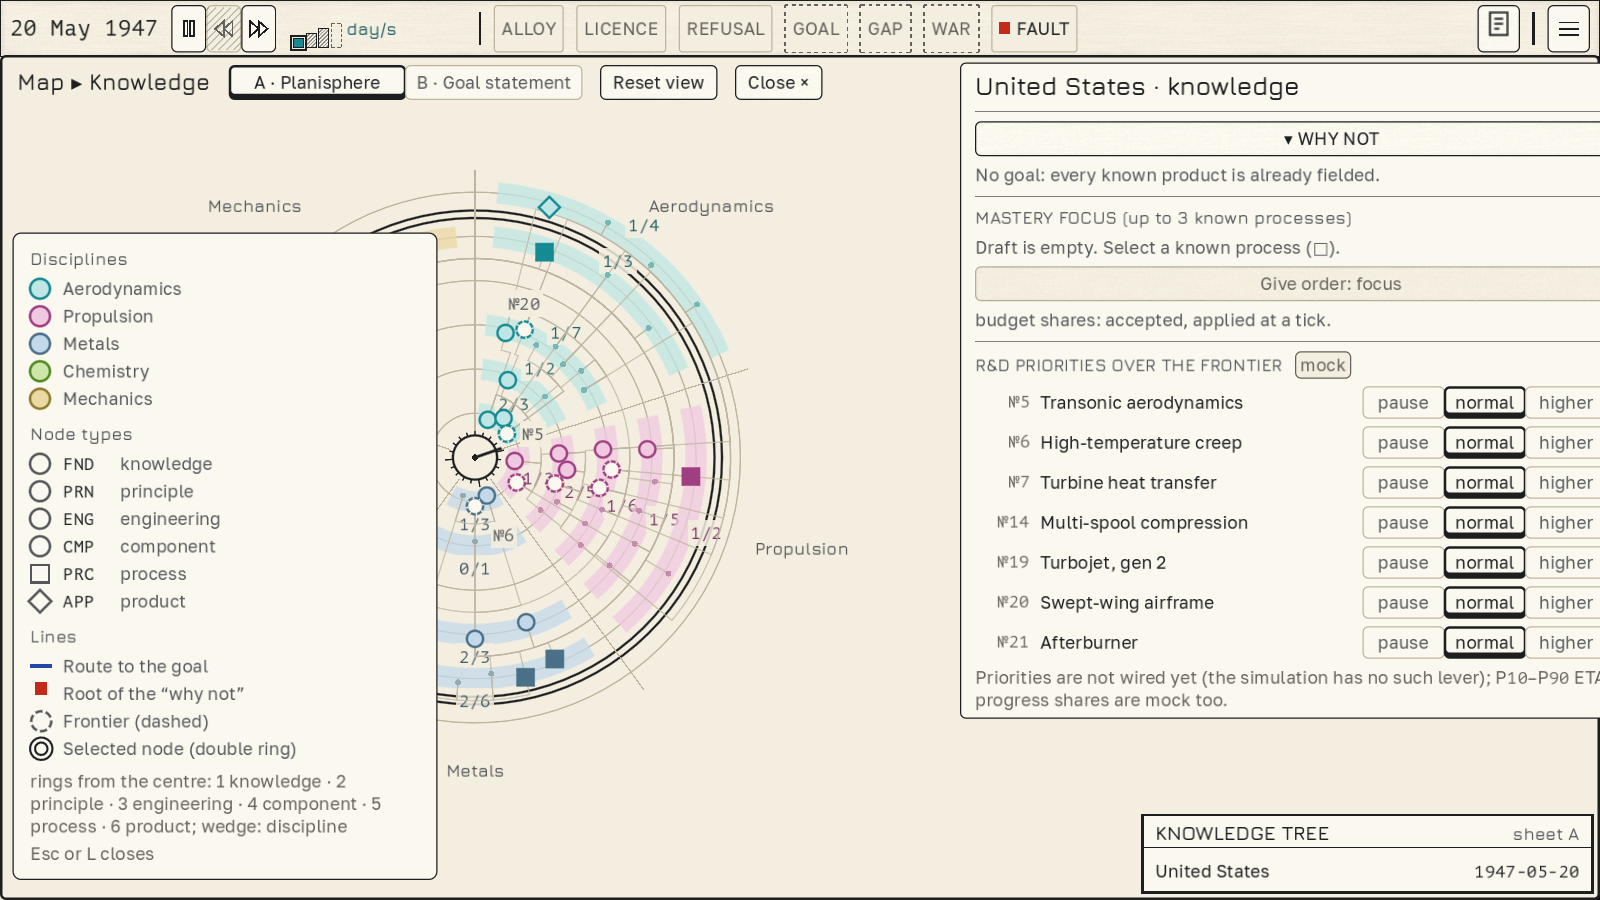 20 May 1947
day/s
ALLOY
LICENCE
REFUSAL
GOAL
GAP
WAR
FAULT
Map ▸ Knowledge
A · Planisphere
B · Goal statement
Reset view
Close ×
Mechanics
Aerodynamics
1/4
1/3
№20
1/7
1/2
2/3
№5
1/6
1/5
1/2
Propulsion
1/3
№6
0/1
2/3
2/6
Metals
Disciplines
Aerodynamics
Propulsion
Metals
Chemistry
Mechanics
Node types
FND knowledge
PRN principle
ENG engineering
CMP component
PRC process
APP product
Lines
Route to the goal
Root of the “why not”
Frontier (dashed)
Selected node (double ring)
rings from the centre: 1 knowledge · 2
principle · 3 engineering · 4 component · 5
process · 6 product; wedge: discipline
Esc or L closes
United States · knowledge
▾ WHY NOT
No goal: every known product is already fielded.
MASTERY FOCUS (up to 3 known processes)
Draft is empty. Select a known process (□).
Give order: focus
budget shares: accepted, applied at a tick.
R&D PRIORITIES OVER THE FRONTIER mock
№5 Transonic aerodynamics pause normal higher
№6 High-temperature creep pause normal higher
№7 Turbine heat transfer pause normal higher
№14 Multi-spool compression pause normal higher
№19 Turbojet, gen 2 pause normal higher
№20 Swept-wing airframe pause normal higher
№21 Afterburner pause normal higher
Priorities are not wired yet (the simulation has no such lever); P10–P90 ETA
progress shares are mock too.
KNOWLEDGE TREE sheet A
United States 1947-05-20